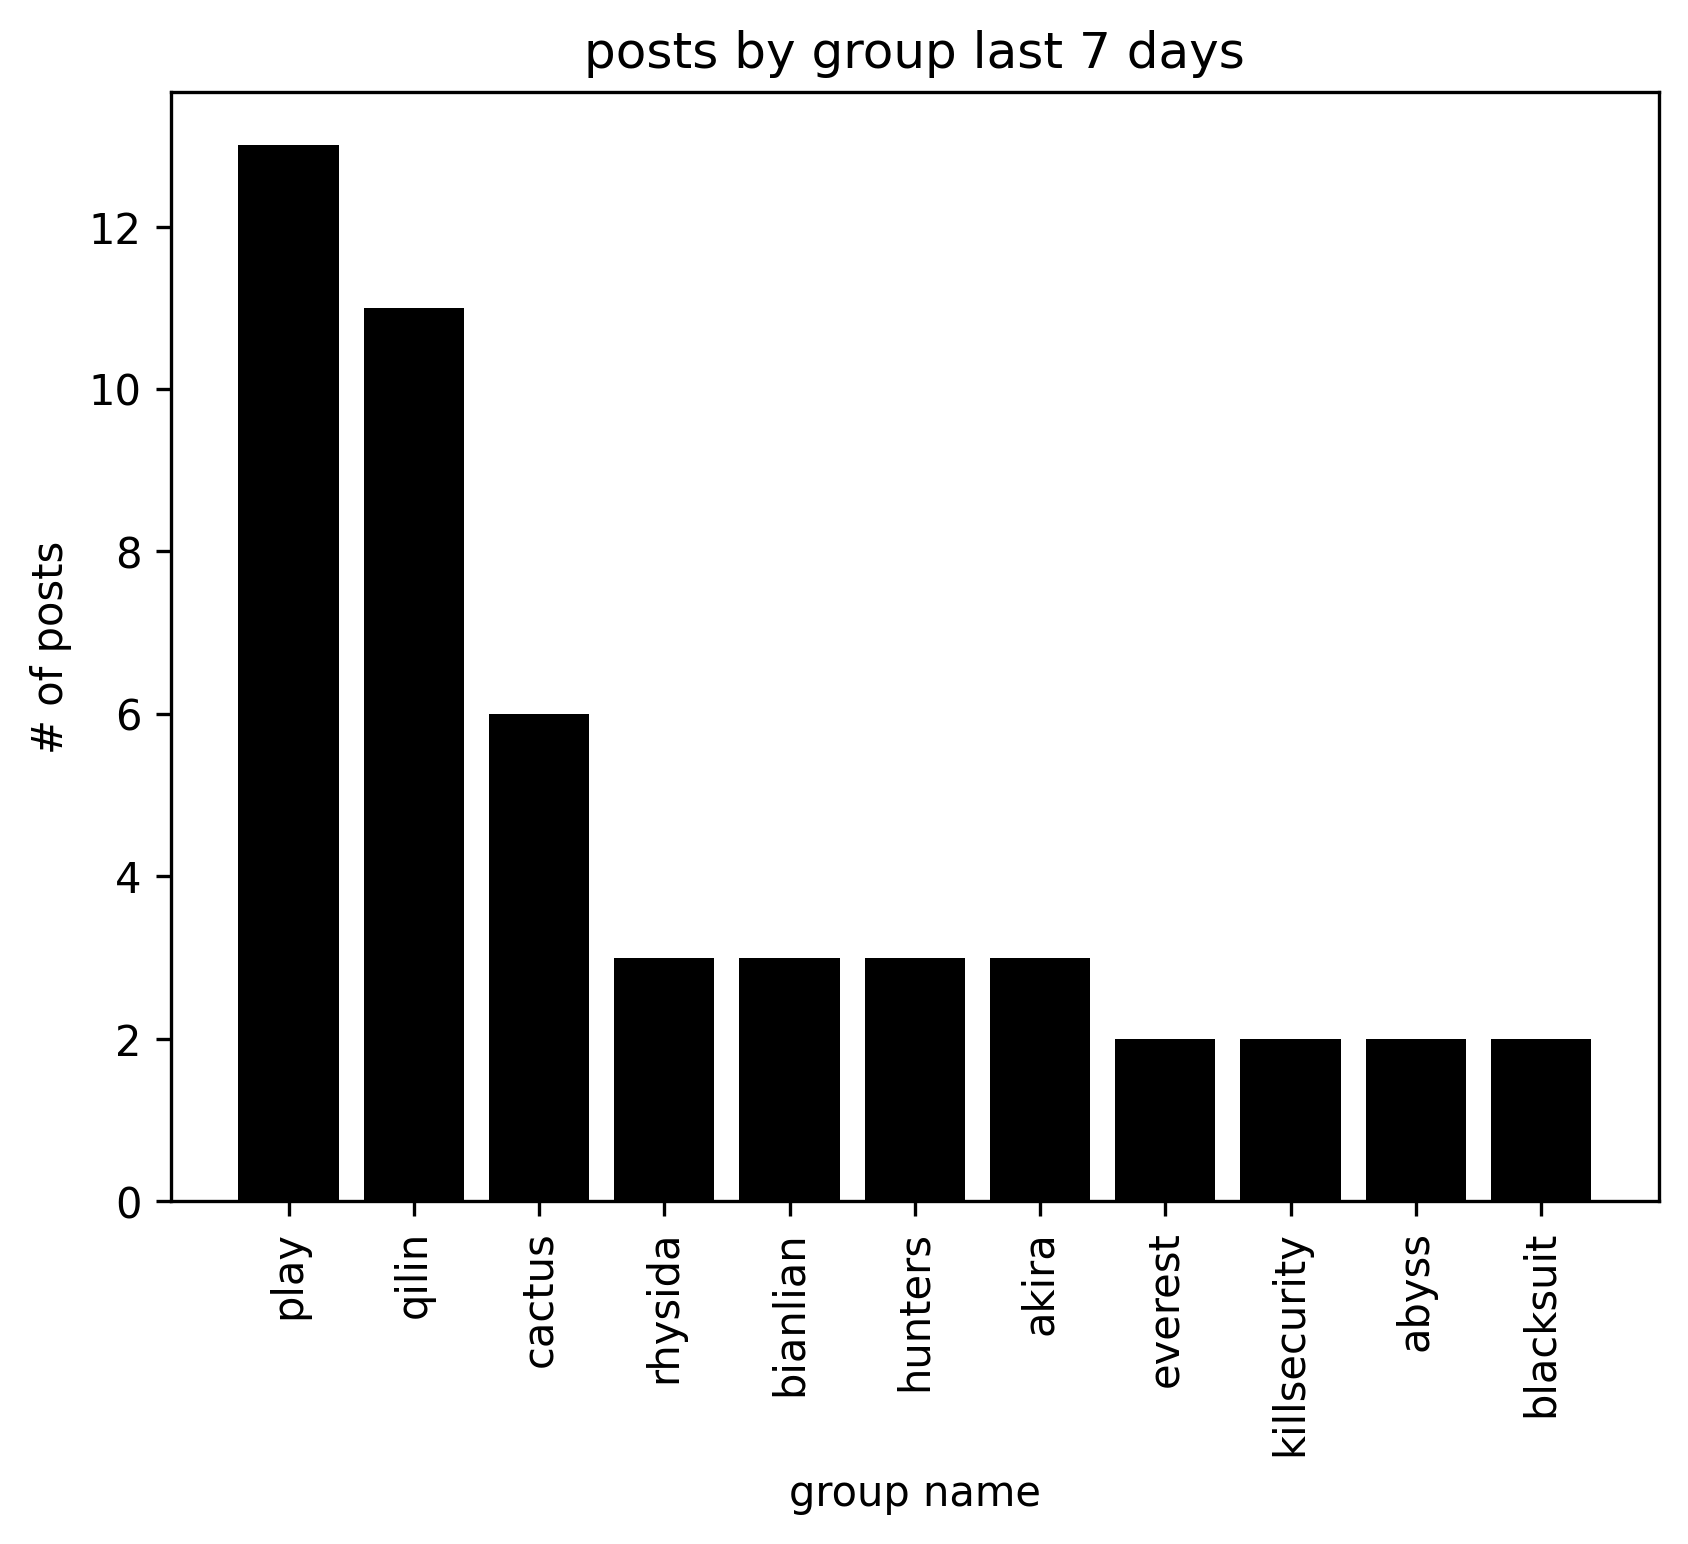 posts by group last 7 days
# of posts
12
10
8
6
4
2
0
play
qilin
cactus
rhysida
bianlian
hunters
akira
everest
killsecurity
abyss
blacksuit
group name